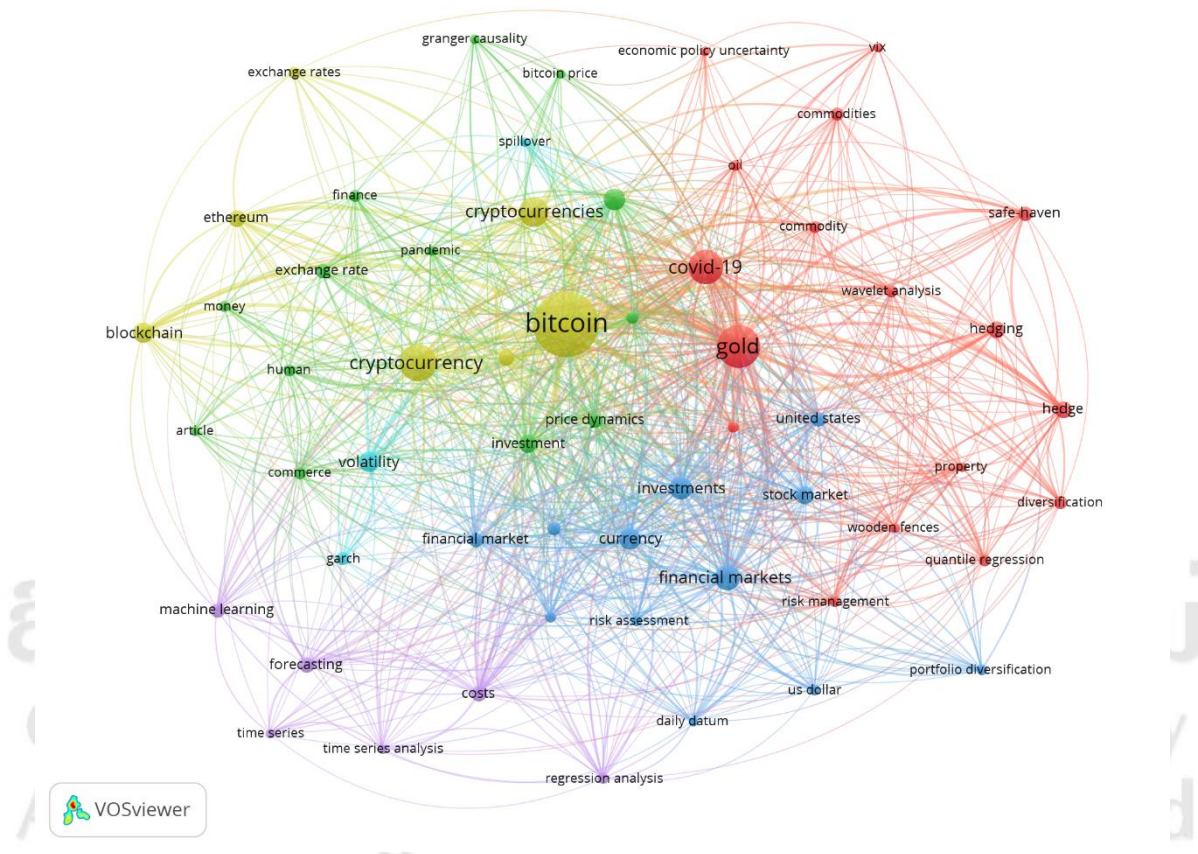 granger causality
economic policy uncertainty
vix
exchange rates
bitcoin price
commodities
spillover
oil
finance
ethereum
cryptocurrencies
safe-haven
commodity
pandemic
exchange rate
covid-19
wavelet analysis
money
blockchain
bitcoin
hedging
gold
cryptocurrency
human
hedge
article
price dynamics
united states
investment
volatility
commerce
property
investments
stock market
diversification
financial market
currency
wooden fences
garch
quantile regression
financial markets
machine learning
risk management
risk assessment
forecasting
portfolio diversification
costs
us dollar
daily datum
time series
time series analysis
regression analysis
VOSviewer